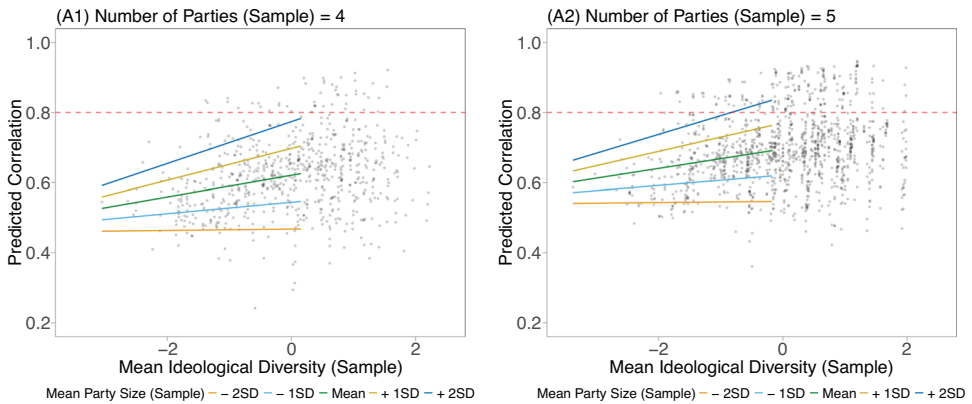 (A1) Number of Parties (Sample) = 4
1.0
0.8
0.6
0.4
0.2
Predicted Correlation
−2 0 2
Mean Ideological Diversity (Sample)
Mean Party Size (Sample) − 2SD − 1SD Mean + 1SD + 2SD
(A2) Number of Parties (Sample) = 5
1.0
0.8
0.6
0.4
0.2
Predicted Correlation
−2 0 2
Mean Ideological Diversity (Sample)
Mean Party Size (Sample) − 2SD − 1SD Mean + 1SD + 2SD